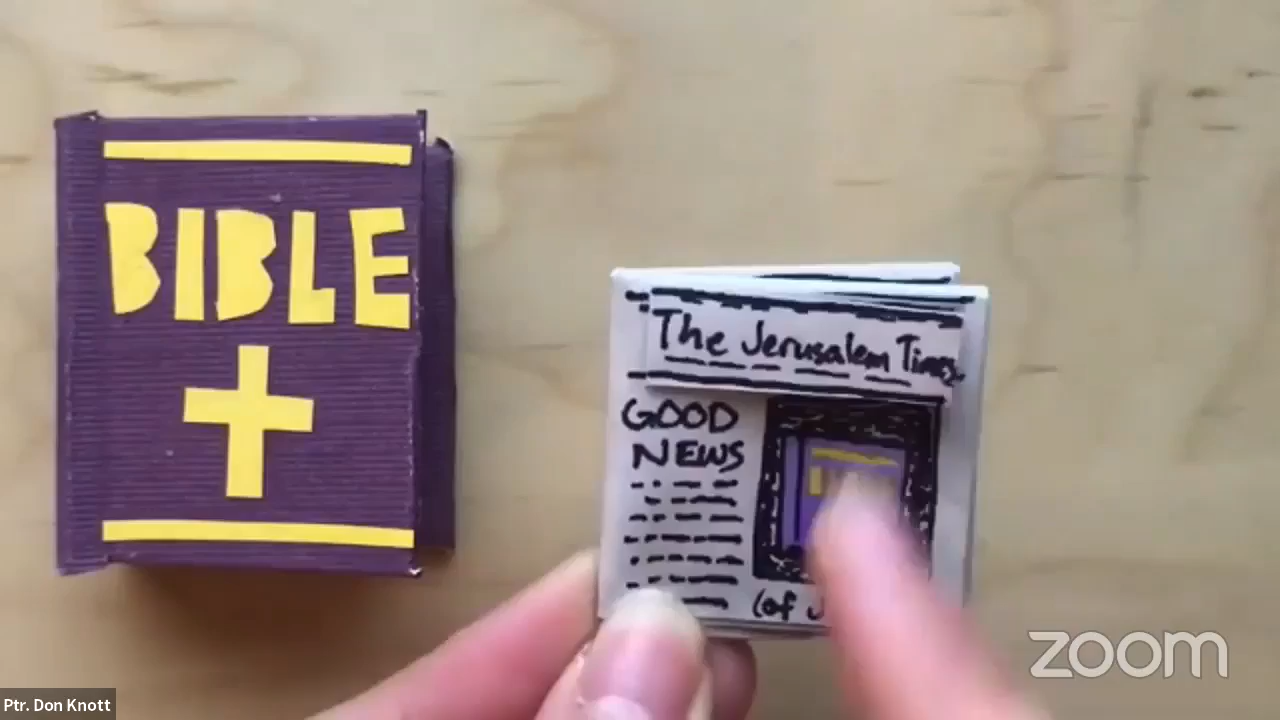 BIBLE
The Jerusalem Times
GOOD
NEWS
(of
zoom
Ptr. Don Knott